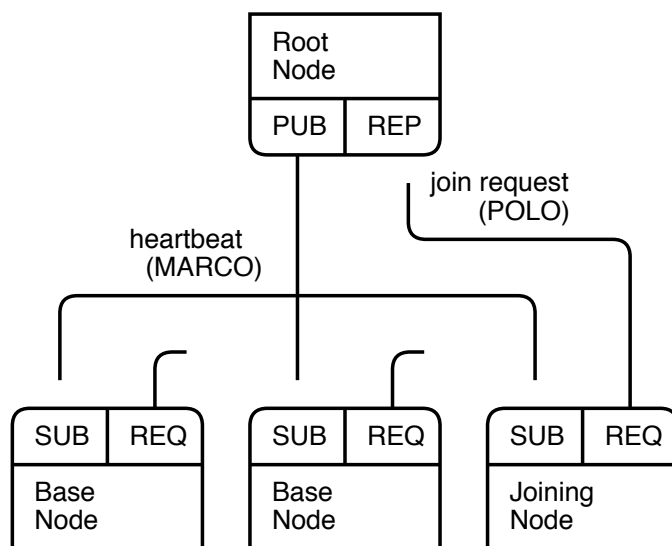 Root
Node
PUB
REP
join request
(POLO)
heartbeat
(MARCO)
SUB
REQ
SUB
REQ
SUB
REQ
Base
Node
Base
Node
Joining
Node